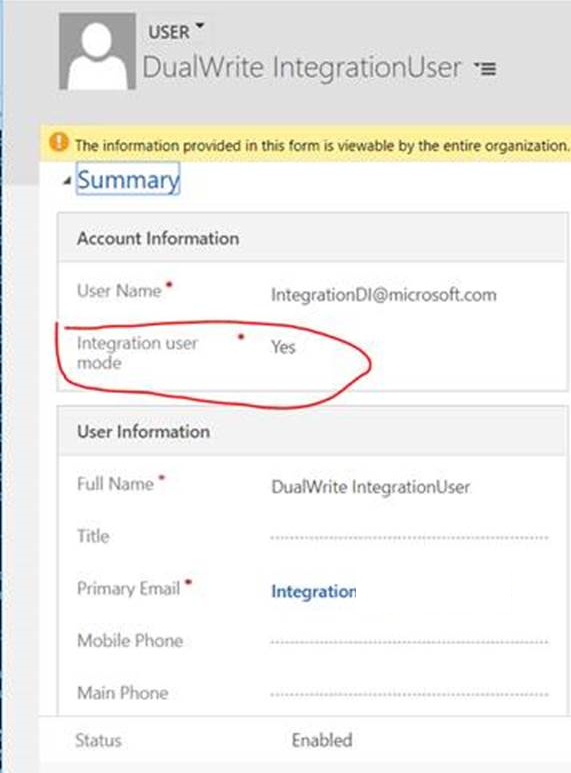 USER
DualWrite IntegrationUser
The information provided in this form is viewable by the entire organization.
Summary
Account Information
User Name * IntegrationDI@microsoft.com
Integration user * Yes
mode
User Information
Full Name * DualWrite IntegrationUser
Title
Primary Email * Integration
Mobile Phone
Main Phone
Status Enabled